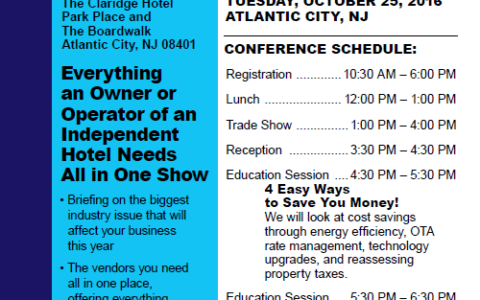 The Claridge Hotel
Park Place and
The Boardwalk
Atlantic City, NJ 08401
Everything
an Owner or
Operator of an
Independent
Hotel Needs
All in One Show
• Briefing on the biggest
industry issue that will
affect your business
this year
• The vendors you need
all in one place,
offering everything
TUESDAY, OCTOBER 25, 2016
ATLANTIC CITY, NJ
CONFERENCE SCHEDULE:
Registration ............. 10:30 AM – 6:00 PM
Lunch ...................... 12:00 PM – 1:00 PM
Trade Show ............... 1:00 PM – 4:00 PM
Reception ................ 3:30 PM – 4:30 PM
Education Session .... 4:30 PM – 5:30 PM
4 Easy Ways
to Save You Money!
We will look at cost savings
through energy efficiency, OTA
rate management, technology
upgrades, and reassessing
property taxes.
Education Session .... 5:30 PM – 6:30 PM